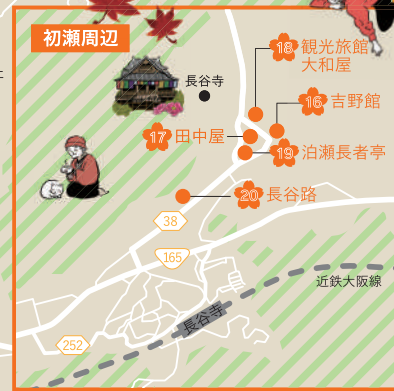 初瀬周辺
18 観光旅館
大和屋
長谷寺
16 吉野館
17 田中屋
19 泊瀬長者亭
20 長谷路
38
165
近鉄大阪線
長谷寺
252